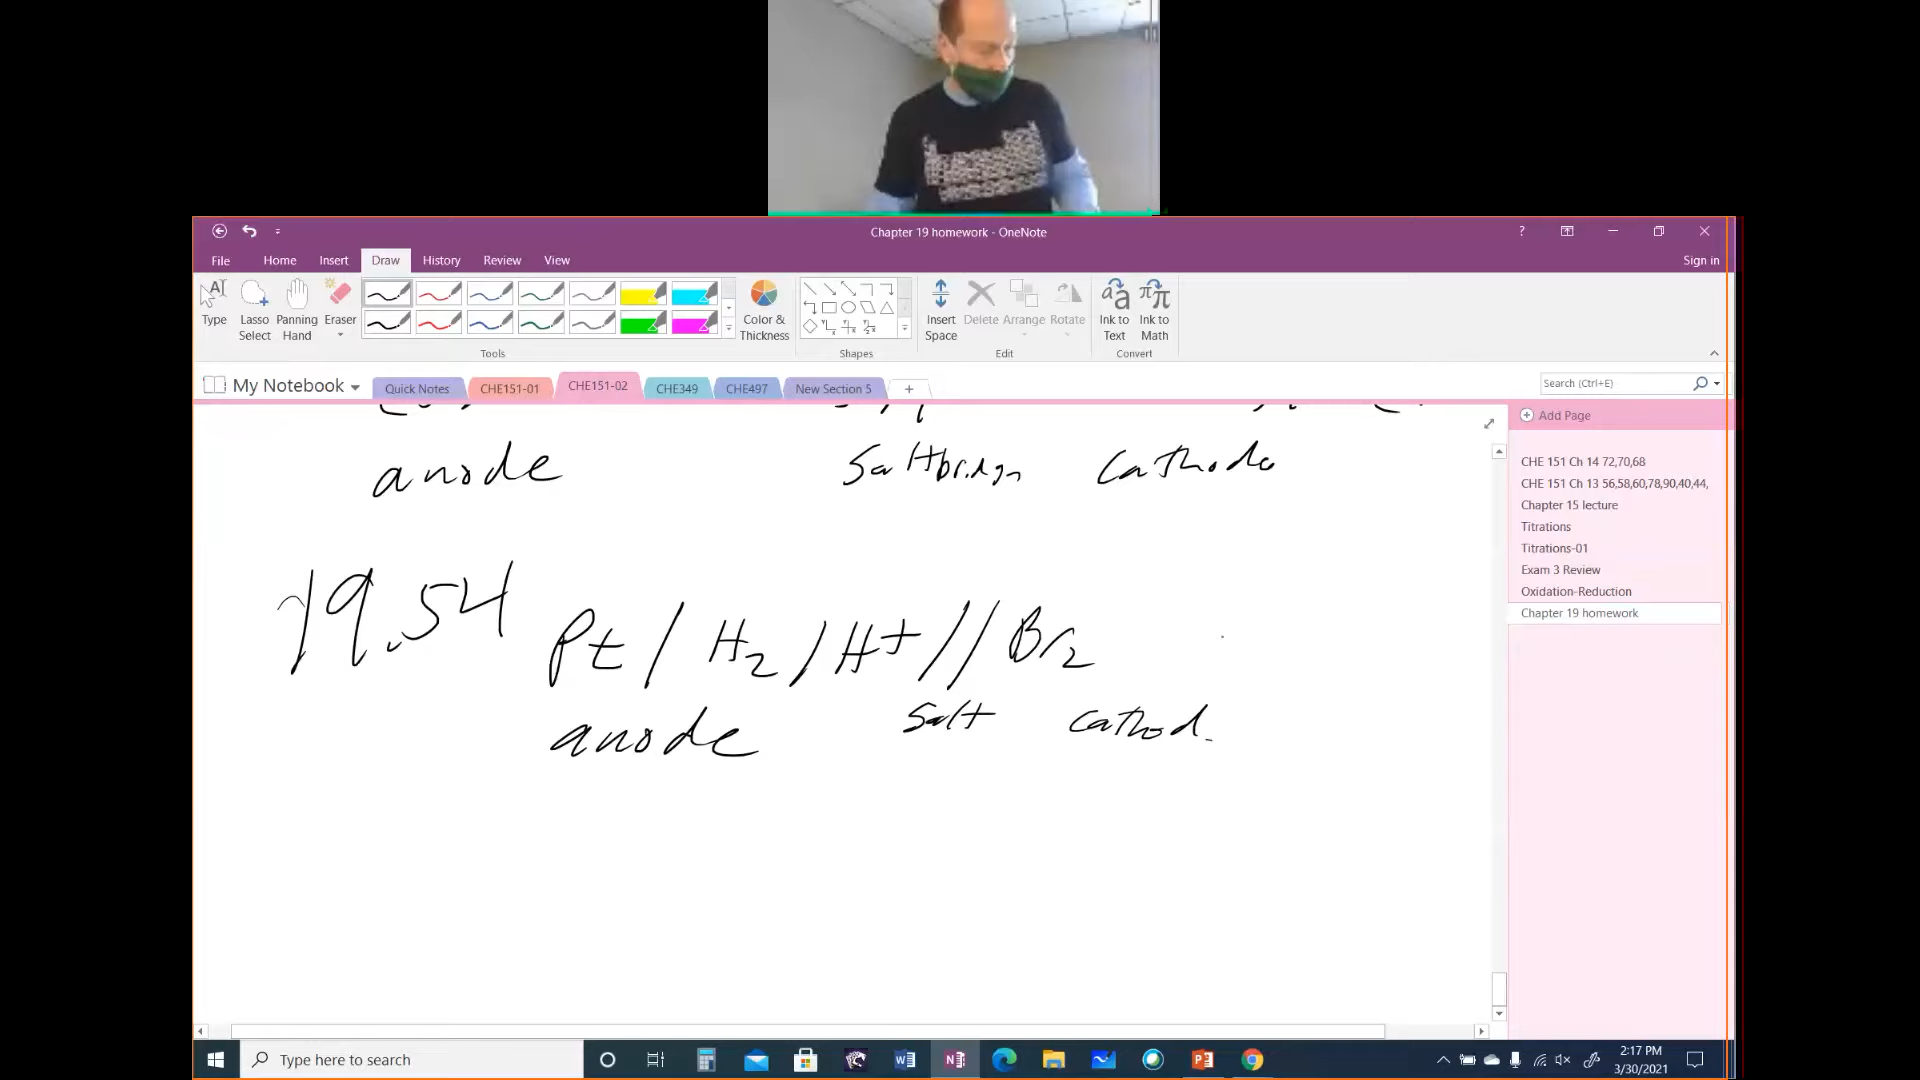 Chapter 19 homework - OneNote
File Home Insert Draw History Review View Sign in
Type Lasso Select Panning Hand Eraser Color & Thickness Insert Space Delete Arrange Rotate Ink to Text Ink to Math
Tools Shapes Edit Convert
My Notebook Quick Notes CHE151-01 CHE151-02 CHE349 CHE497 New Section 5 Search (Ctrl+E)
Add Page
anode Saltbridge cathode
CHE 151 Ch 14 72,70,68
CHE 151 Ch 13 56,58,60,78,90,40,44,
Chapter 15 lecture
Titrations
Titrations-01
Exam 3 Review
Oxidation-Reduction
Chapter 19 homework
19.54 Pt / H2 / H+ // Br2
anode Salt cathod
Type here to search
2:17 PM
3/30/2021